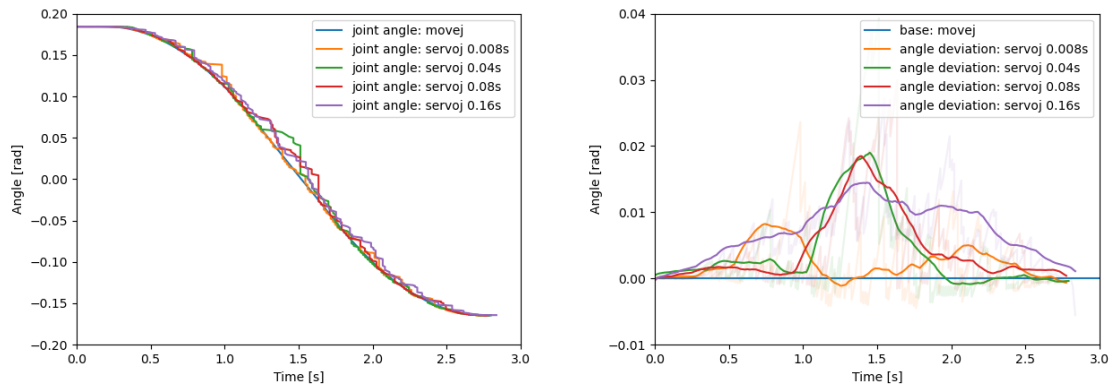 0.20
0.15
0.10
0.05
0.00
−0.05
−0.10
−0.15
−0.20
Angle [rad]
0.0
0.5
1.0
1.5
2.0
2.5
3.0
Time [s]
joint angle: movej
joint angle: servoj 0.008s
joint angle: servoj 0.04s
joint angle: servoj 0.08s
joint angle: servoj 0.16s
0.04
0.03
0.02
0.01
0.00
−0.01
Angle [rad]
0.0
0.5
1.0
1.5
2.0
2.5
3.0
Time [s]
base: movej
angle deviation: servoj 0.008s
angle deviation: servoj 0.04s
angle deviation: servoj 0.08s
angle deviation: servoj 0.16s